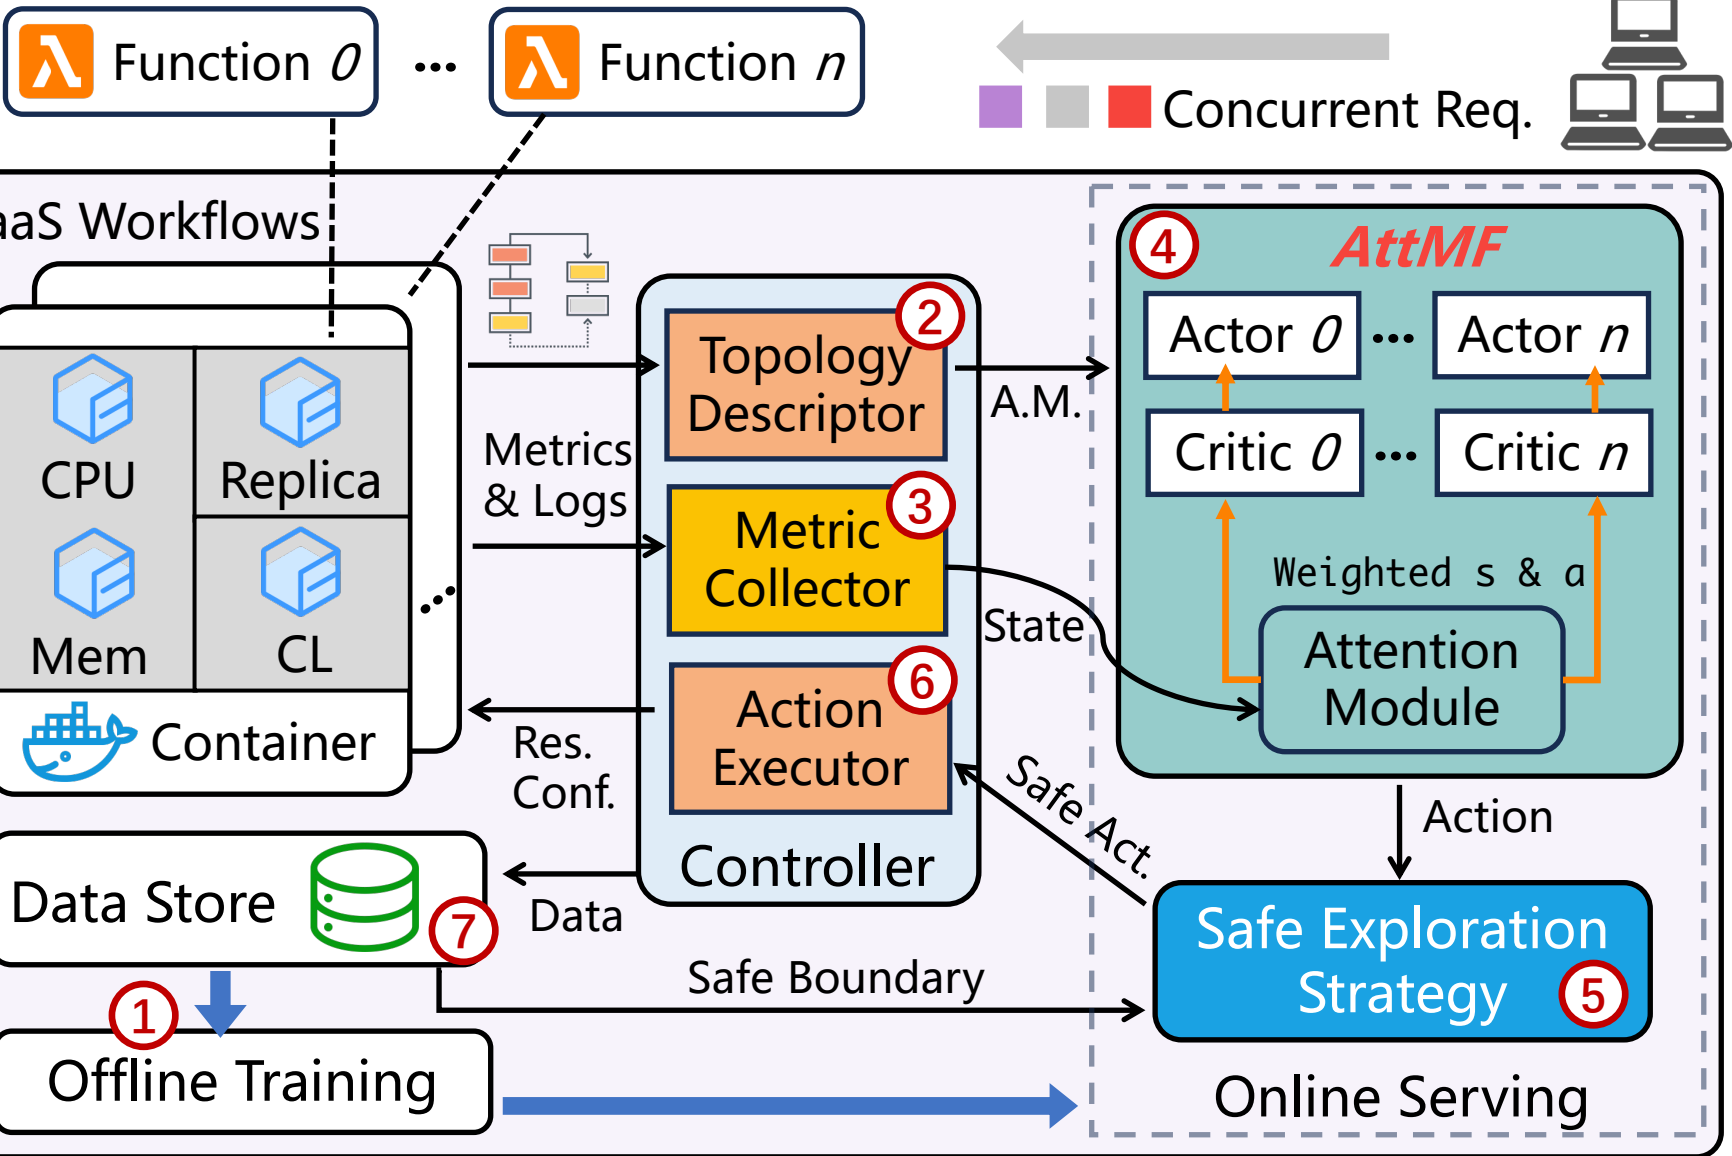 Function 0
...
Function n
Concurrent Req.
aaS Workflows
CPU
Replica
Mem
CL
...
Container
Metrics
& Logs
Topology
Descriptor
2
A.M.
Metric
Collector
3
State
Action
Executor
6
Res.
Conf.
Controller
Safe Act.
4
AttMF
Actor 0
...
Actor n
Critic 0
...
Critic n
Weighted s & a
Attention
Module
Action
Safe Exploration
Strategy
5
Online Serving
Data Store
7
Data
Safe Boundary
1
Offline Training